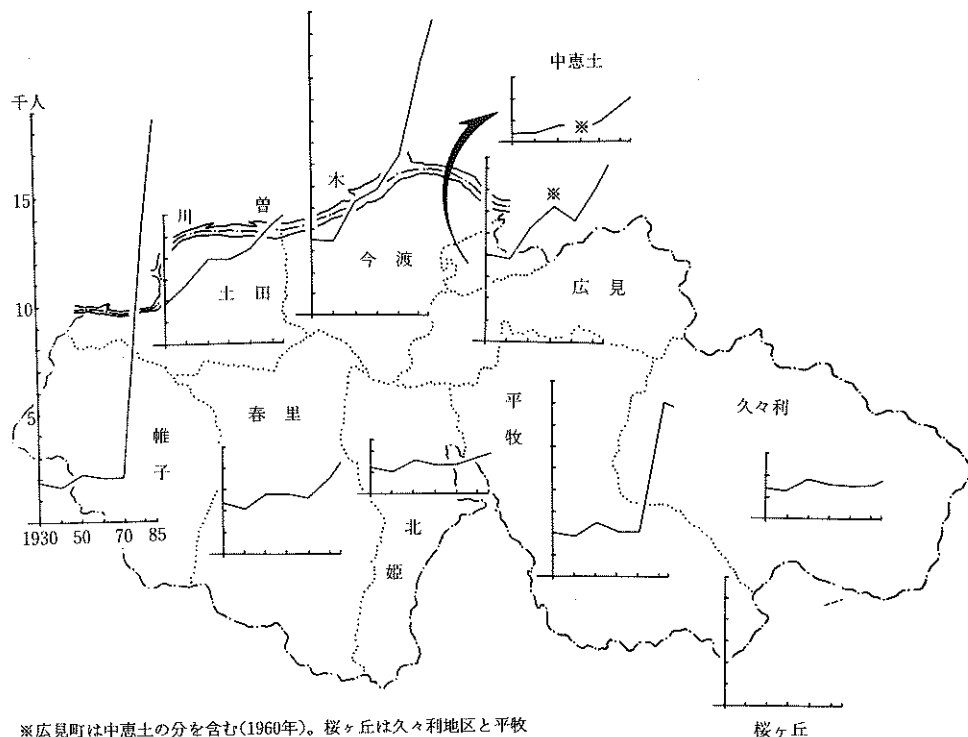 中恵土
千人
※
※
15
木
曽
川
今渡
土田
広見
10
平牧
久々利
春里
5
帷子
北姫
1930 50 70 85
※広見町は中恵土の分を含む(1960年)。桜ヶ丘は久々利地区と平牧
桜ヶ丘